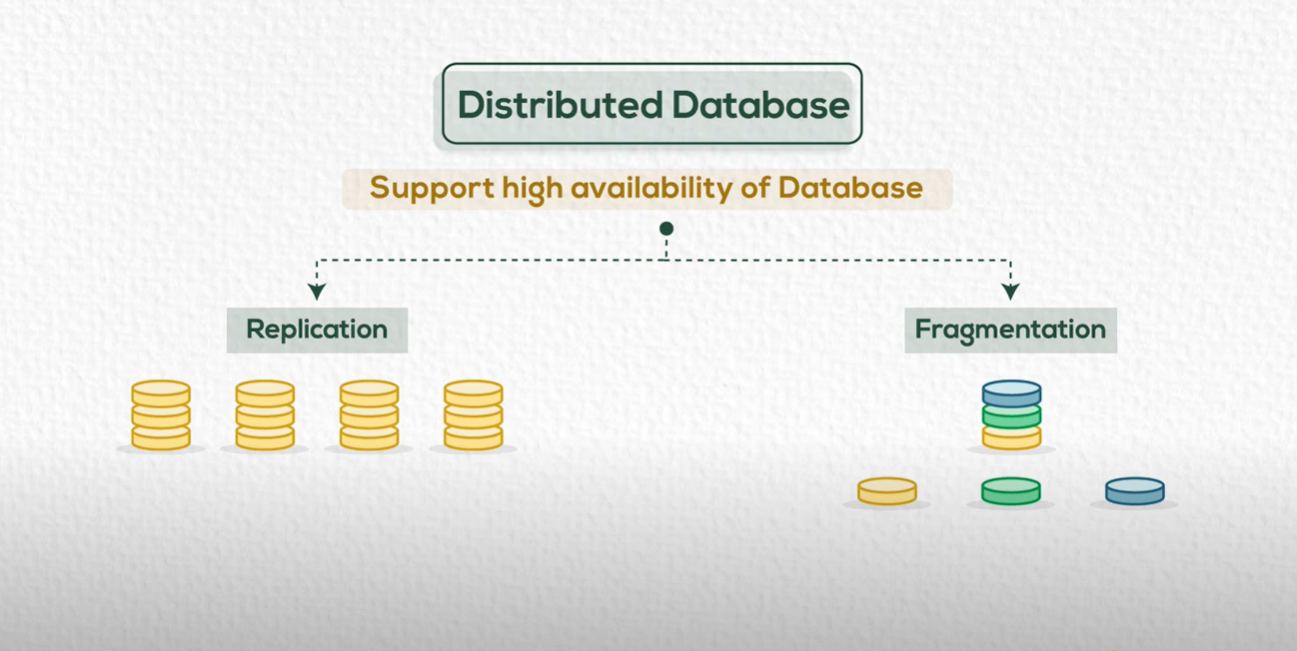 Distributed Database
Support high availability of Database
Replication
Fragmentation